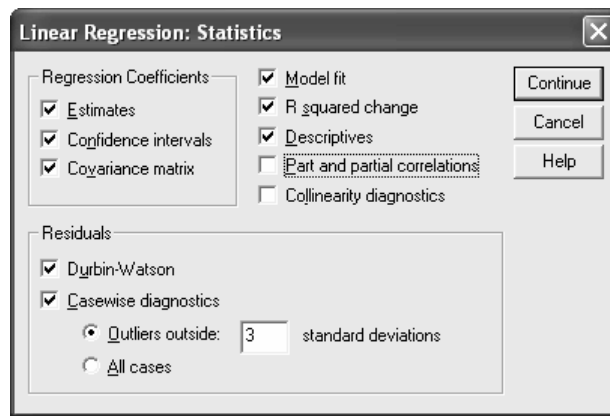 Linear Regression: Statistics
Regression Coefficients
Estimates
Confidence intervals
Covariance matrix
Model fit
R squared change
Descriptives
Part and partial correlations
Collinearity diagnostics
Continue
Cancel
Help
Residuals
Durbin-Watson
Casewise diagnostics
Outliers outside: 3 standard deviations
All cases